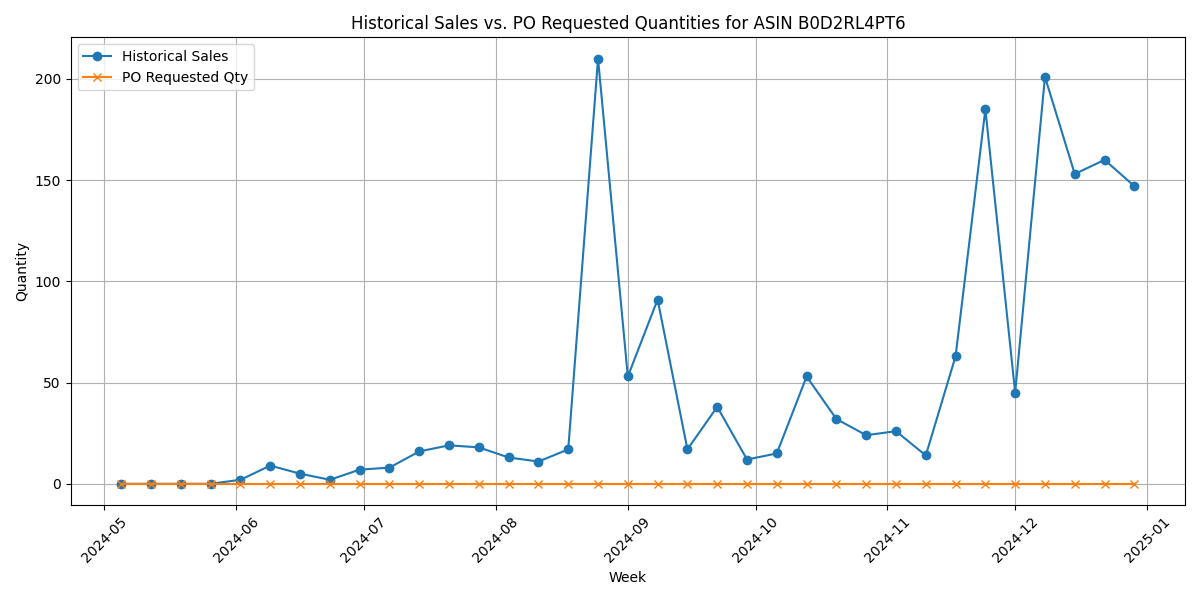 Historical Sales vs. PO Requested Quantities for ASIN B0D2RL4PT6
Historical Sales
PO Requested Qty
Quantity
200
150
100
50
0
2024-05
2024-06
2024-07
2024-08
2024-09
2024-10
2024-11
2024-12
2025-01
Week